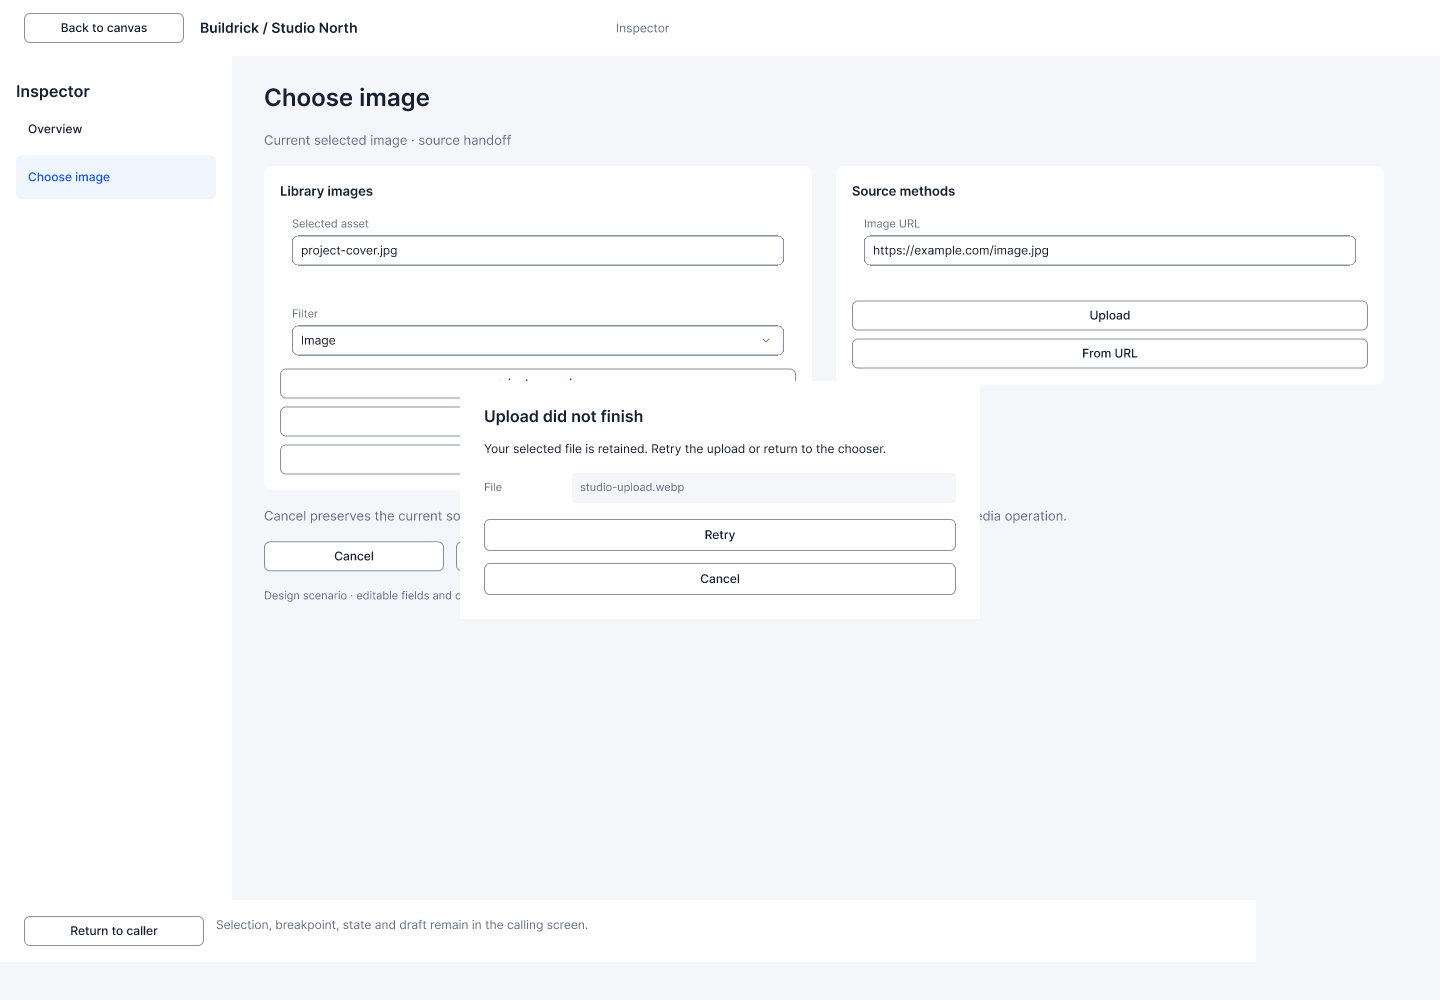 Back to canvas
Buildrick / Studio North
Inspector
Inspector
Overview
Choose image
Choose image
Current selected image · source handoff
Library images
Selected asset
project-cover.jpg
Filter
Image
Source methods
Image URL
https://example.com/image.jpg
Upload
From URL
Upload did not finish
Your selected file is retained. Retry the upload or return to the chooser.
File
studio-upload.webp
Retry
Cancel
Cancel preserves the current
operation.
Cancel
Design scenario · editable fields and
Return to caller
Selection, breakpoint, state and draft remain in the calling screen.